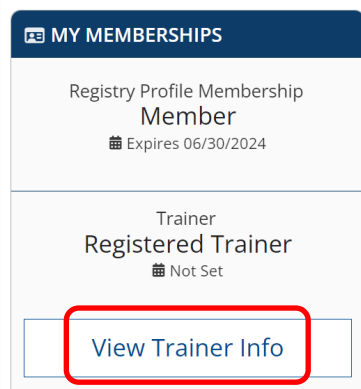 MY MEMBERSHIPS
Registry Profile Membership
Member
Expires 06/30/2024
Trainer
Registered Trainer
Not Set
View Trainer Info